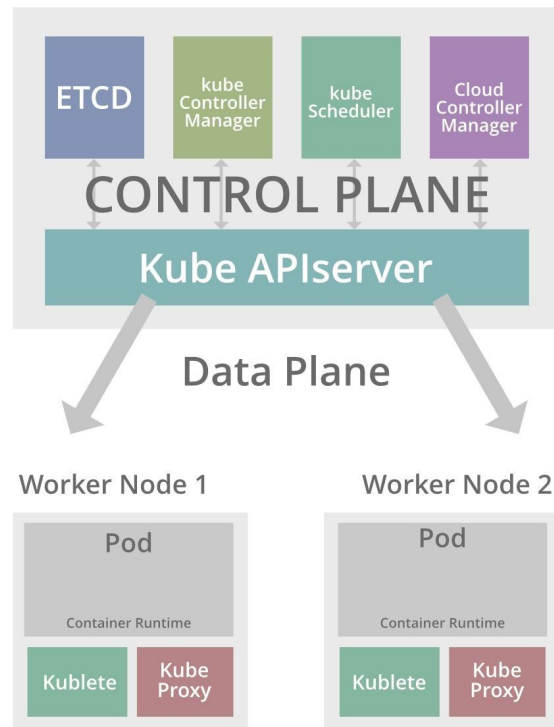 ETCD
kube
Controller
Manager
kube
Scheduler
Cloud
Controller
Manager
CONTROL PLANE
Kube APIserver
Data Plane
Worker Node 1
Pod
Container Runtime
Kublete
Kube
Proxy
Worker Node 2
Pod
Container Runtime
Kublete
Kube
Proxy